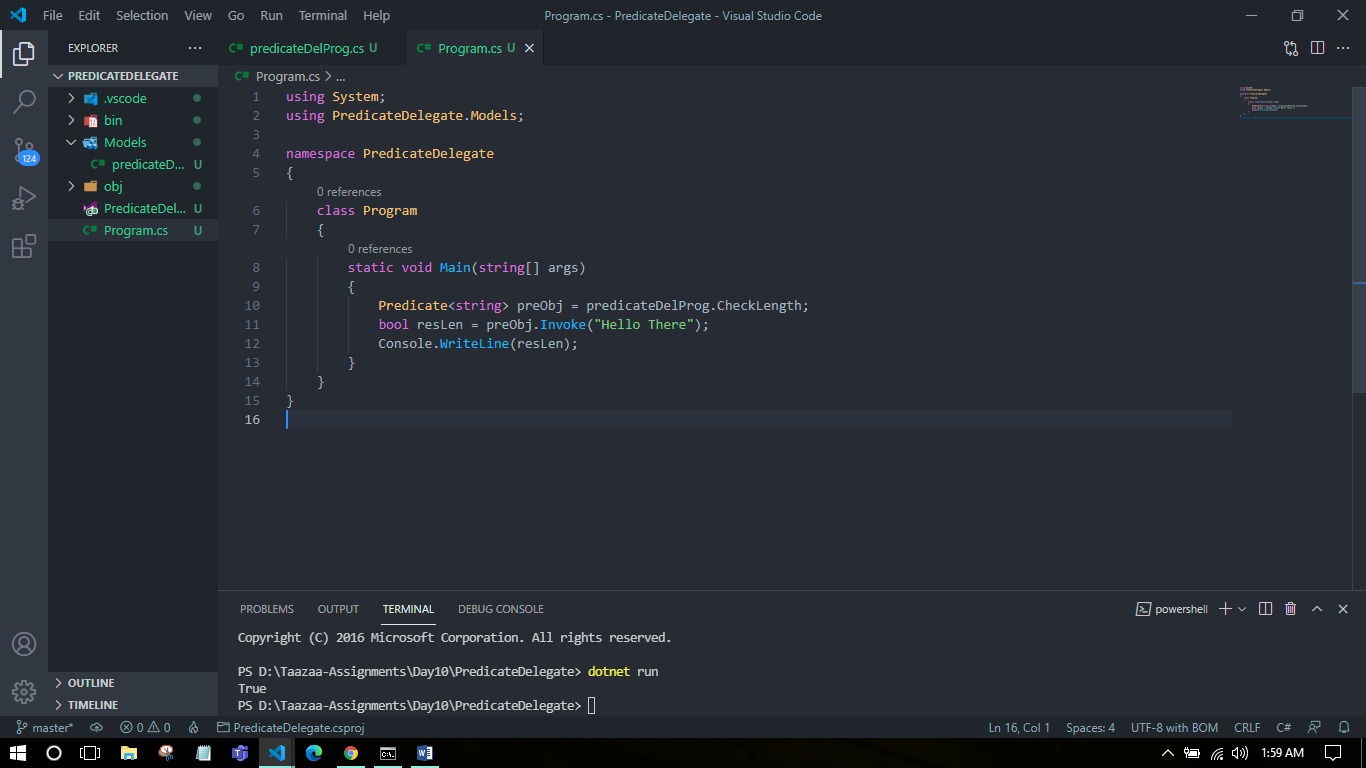 File Edit Selection View Go Run Terminal Help Program.cs - PredicateDelegate - Visual Studio Code
EXPLORER ... predicateDelProg.cs U Program.cs U
PREDICATEDELEGATE
.vscode
bin
Models
predicateD... U
obj
PredicateDel... U
Program.cs U
124
OUTLINE
TIMELINE
C# Program.cs > ...
1 using System;
2 using PredicateDelegate.Models;
3
4 namespace PredicateDelegate
5 {
0 references
6 class Program
7 {
0 references
8 static void Main(string[] args)
9 {
10 Predicate<string> preObj = predicateDelProg.CheckLength;
11 bool resLen = preObj.Invoke("Hello There");
12 Console.WriteLine(resLen);
13 }
14 }
15 }
16
PROBLEMS OUTPUT TERMINAL DEBUG CONSOLE powershell
Copyright (C) 2016 Microsoft Corporation. All rights reserved.
PS D:\Taazaa-Assignments\Day10\PredicateDelegate> dotnet run
True
PS D:\Taazaa-Assignments\Day10\PredicateDelegate>
master* 0 0 PredicateDelegate.csproj Ln 16, Col 1 Spaces: 4 UTF-8 with BOM CRLF C#
1:59 AM